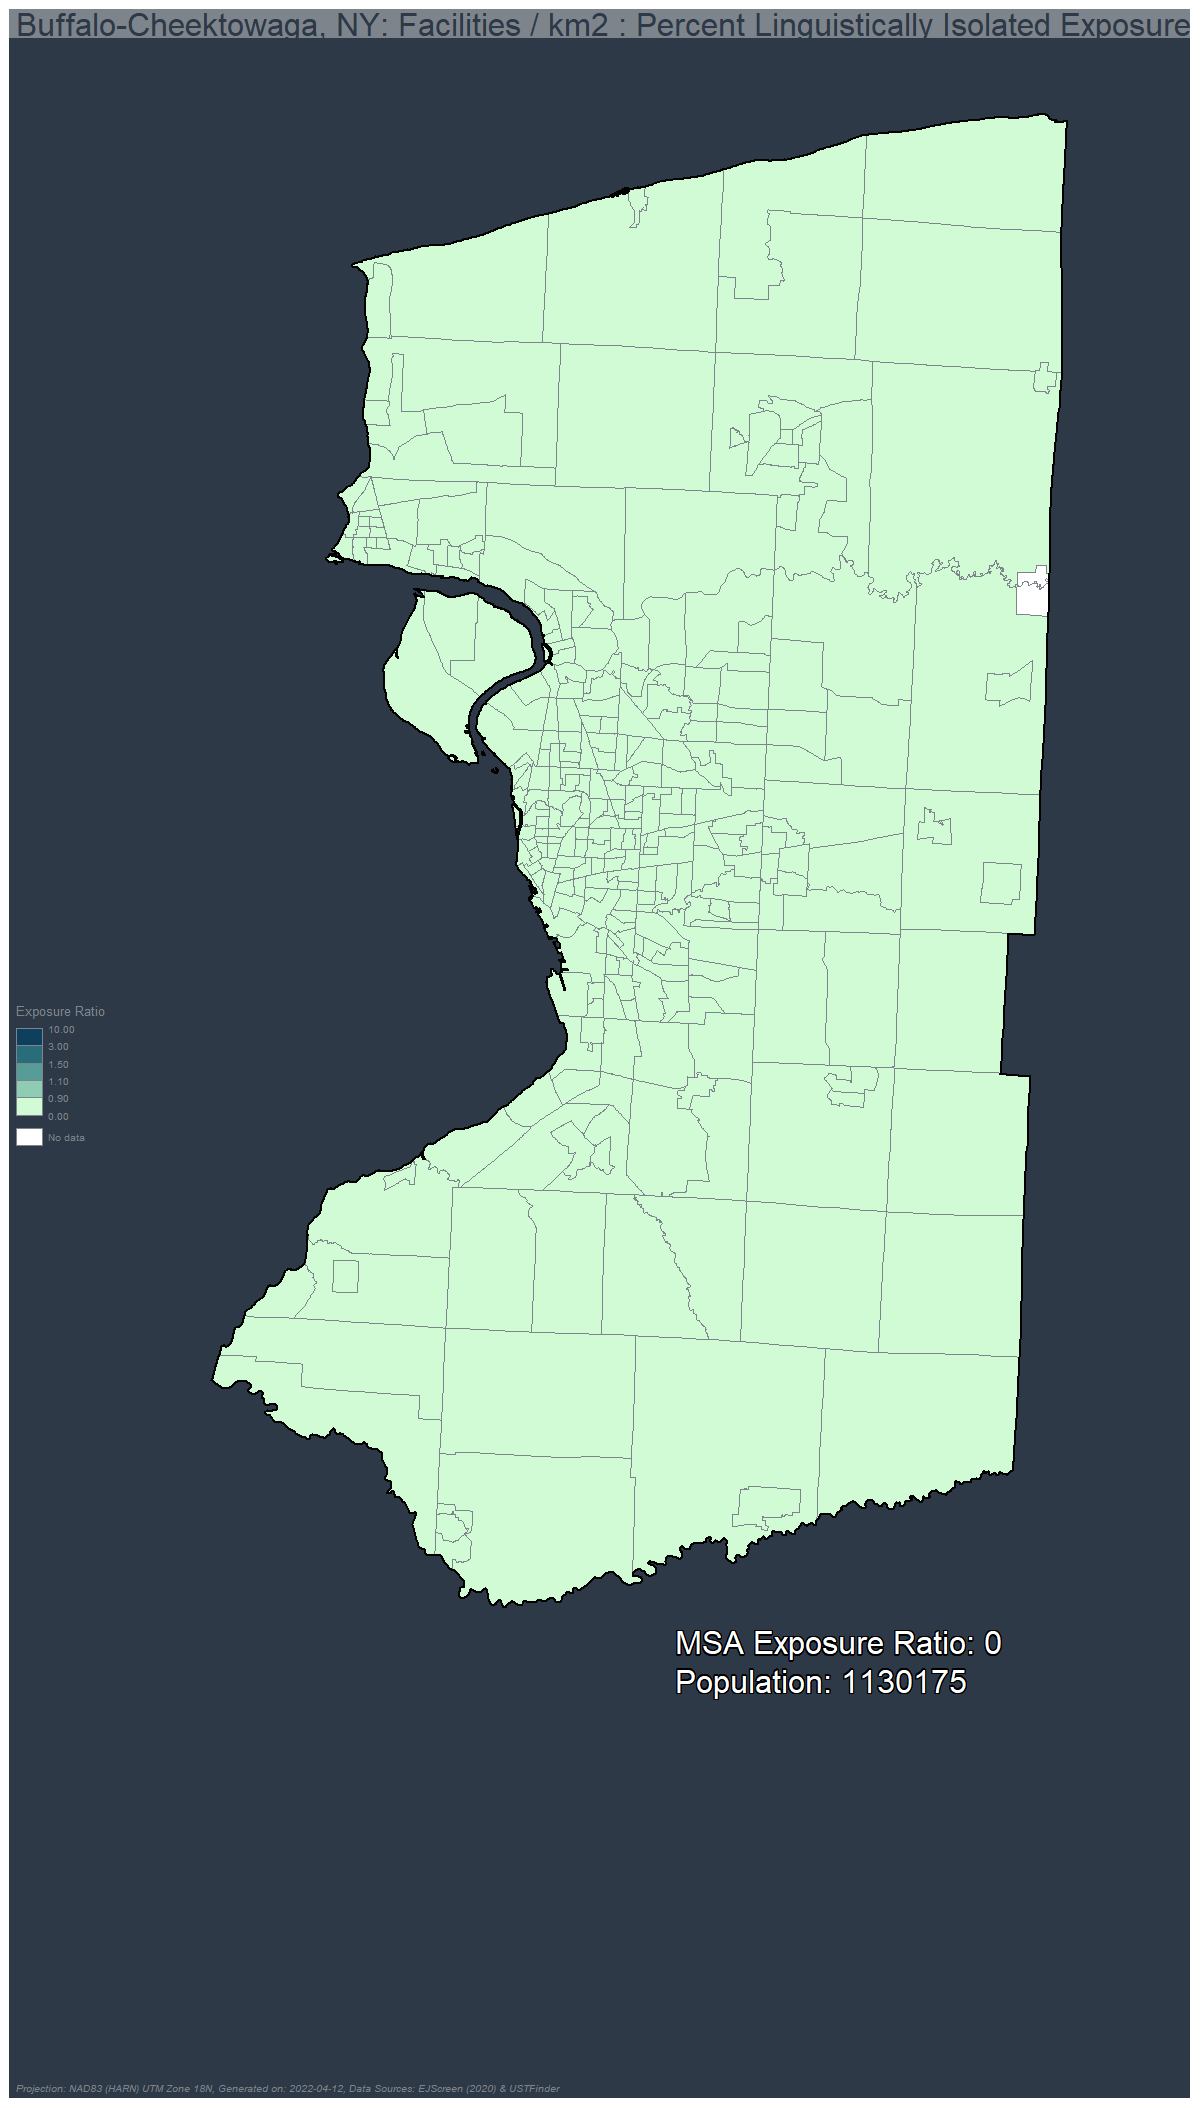 Buffalo-Cheektowaga, NY: Facilities / km2 : Percent Linguistically Isolated Exposure
Exposure Ratio
10.00
3.00
1.50
1.10
0.90
0.00
No data
MSA Exposure Ratio: 0
Population: 1130175
Projection: NAD83 (HARN) UTM Zone 18N, Generated on: 2022-04-12, Data Sources: EJScreen (2020) & USTFinder